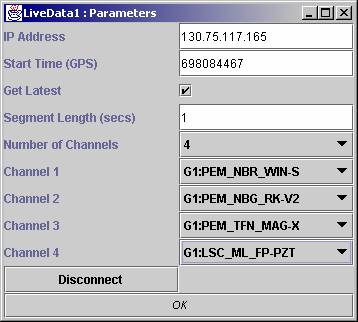 LiveData1 : Parameters
IP Address 130.75.117.165
Start Time (GPS) 698084467
Get Latest
Segment Length (secs) 1
Number of Channels 4
Channel 1 G1:PEM_NBR_WIN-S
Channel 2 G1:PEM_NBG_RK-V2
Channel 3 G1:PEM_TFN_MAG-X
Channel 4 G1:LSC_ML_FP-PZT
Disconnect
OK